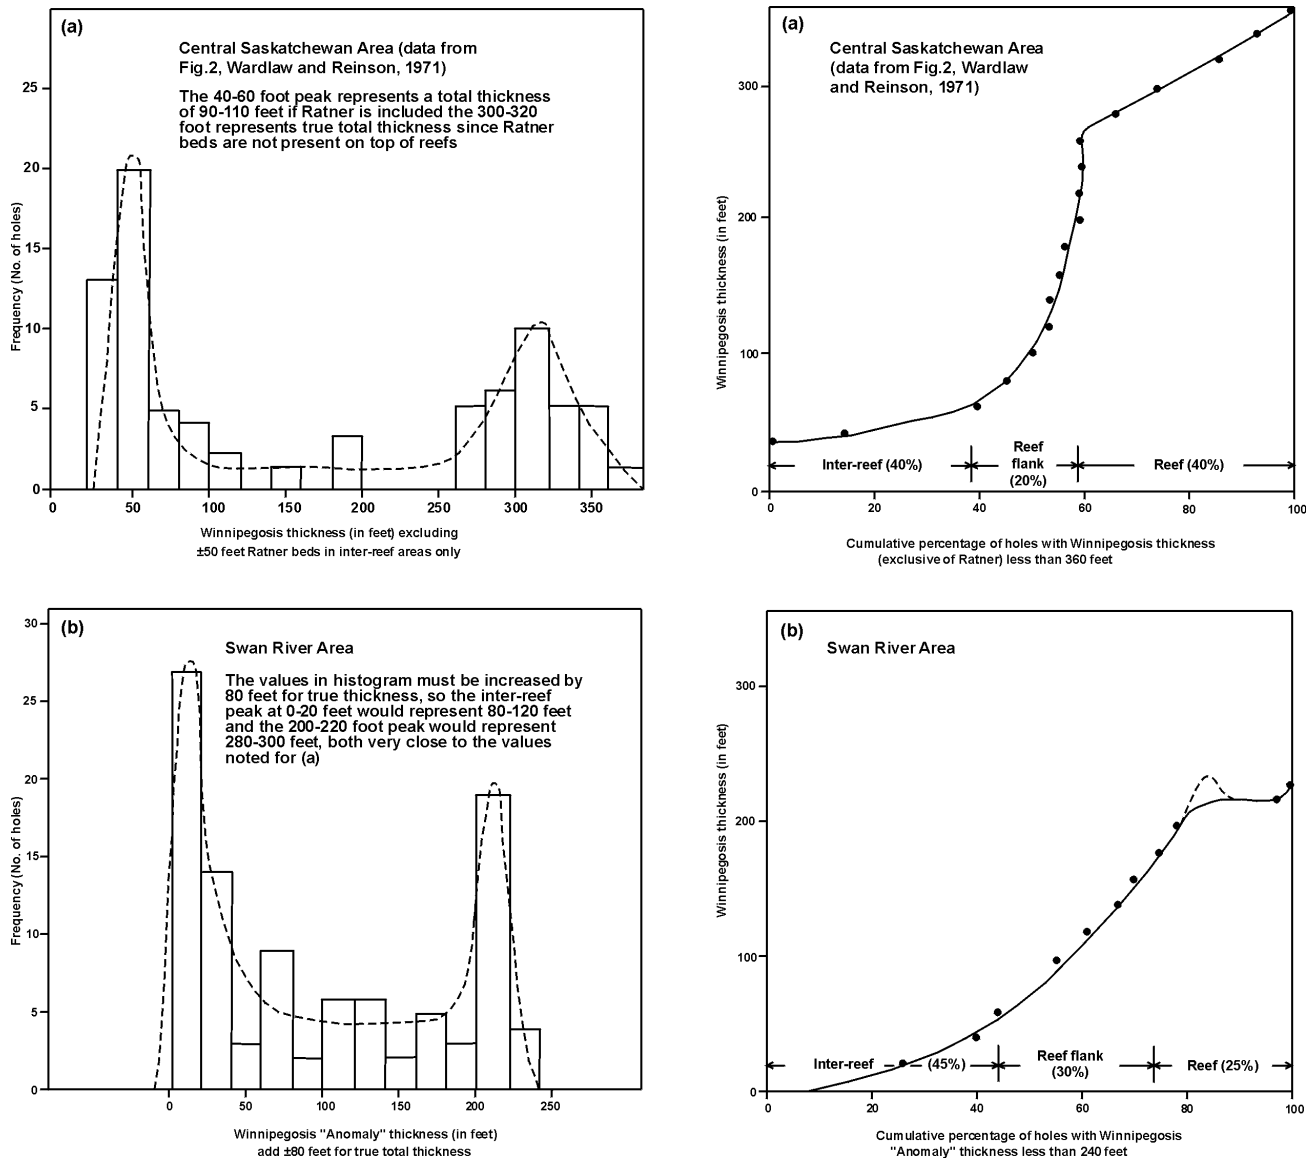 (a)
Central Saskatchewan Area (data from
Fig.2, Wardlaw and Reinson, 1971)
The 40-60 foot peak represents a total thickness
of 90-110 feet if Ratner is included the 300-320
foot represents true total thickness since Ratner
beds are not present on top of reefs
Frequency (No. of holes)
25
20
15
10
5
0
0 50 100 150 200 250 300 350
Winnipegosis thickness (in feet) excluding
±50 feet Ratner beds in inter-reef areas only
(a)
Central Saskatchewan Area
(data from Fig.2, Wardlaw
and Reinson, 1971)
Winnipegosis thickness (in feet)
300
200
100
0
Inter-reef (40%)
Reef
flank
(20%)
Reef (40%)
0 20 40 60 80 100
Cumulative percentage of holes with Winnipegosis thickness
(exclusive of Ratner) less than 360 feet
(b)
Swan River Area
The values in histogram must be increased by
80 feet for true thickness, so the inter-reef
peak at 0-20 feet would represent 80-120 feet
and the 200-220 foot peak would represent
280-300 feet, both very close to the values
noted for (a)
Frequency (No. of holes)
30
25
20
15
10
5
0
0 50 100 150 200 250
Winnipegosis "Anomaly" thickness (in feet)
add ±80 feet for true total thickness
(b)
Swan River Area
Winnipegosis thickness (in feet)
300
200
100
0
Inter-reef (45%)
Reef flank
(30%)
Reef (25%)
0 20 40 60 80 100
Cumulative percentage of holes with Winnipegosis
"Anomaly" thickness less than 240 feet